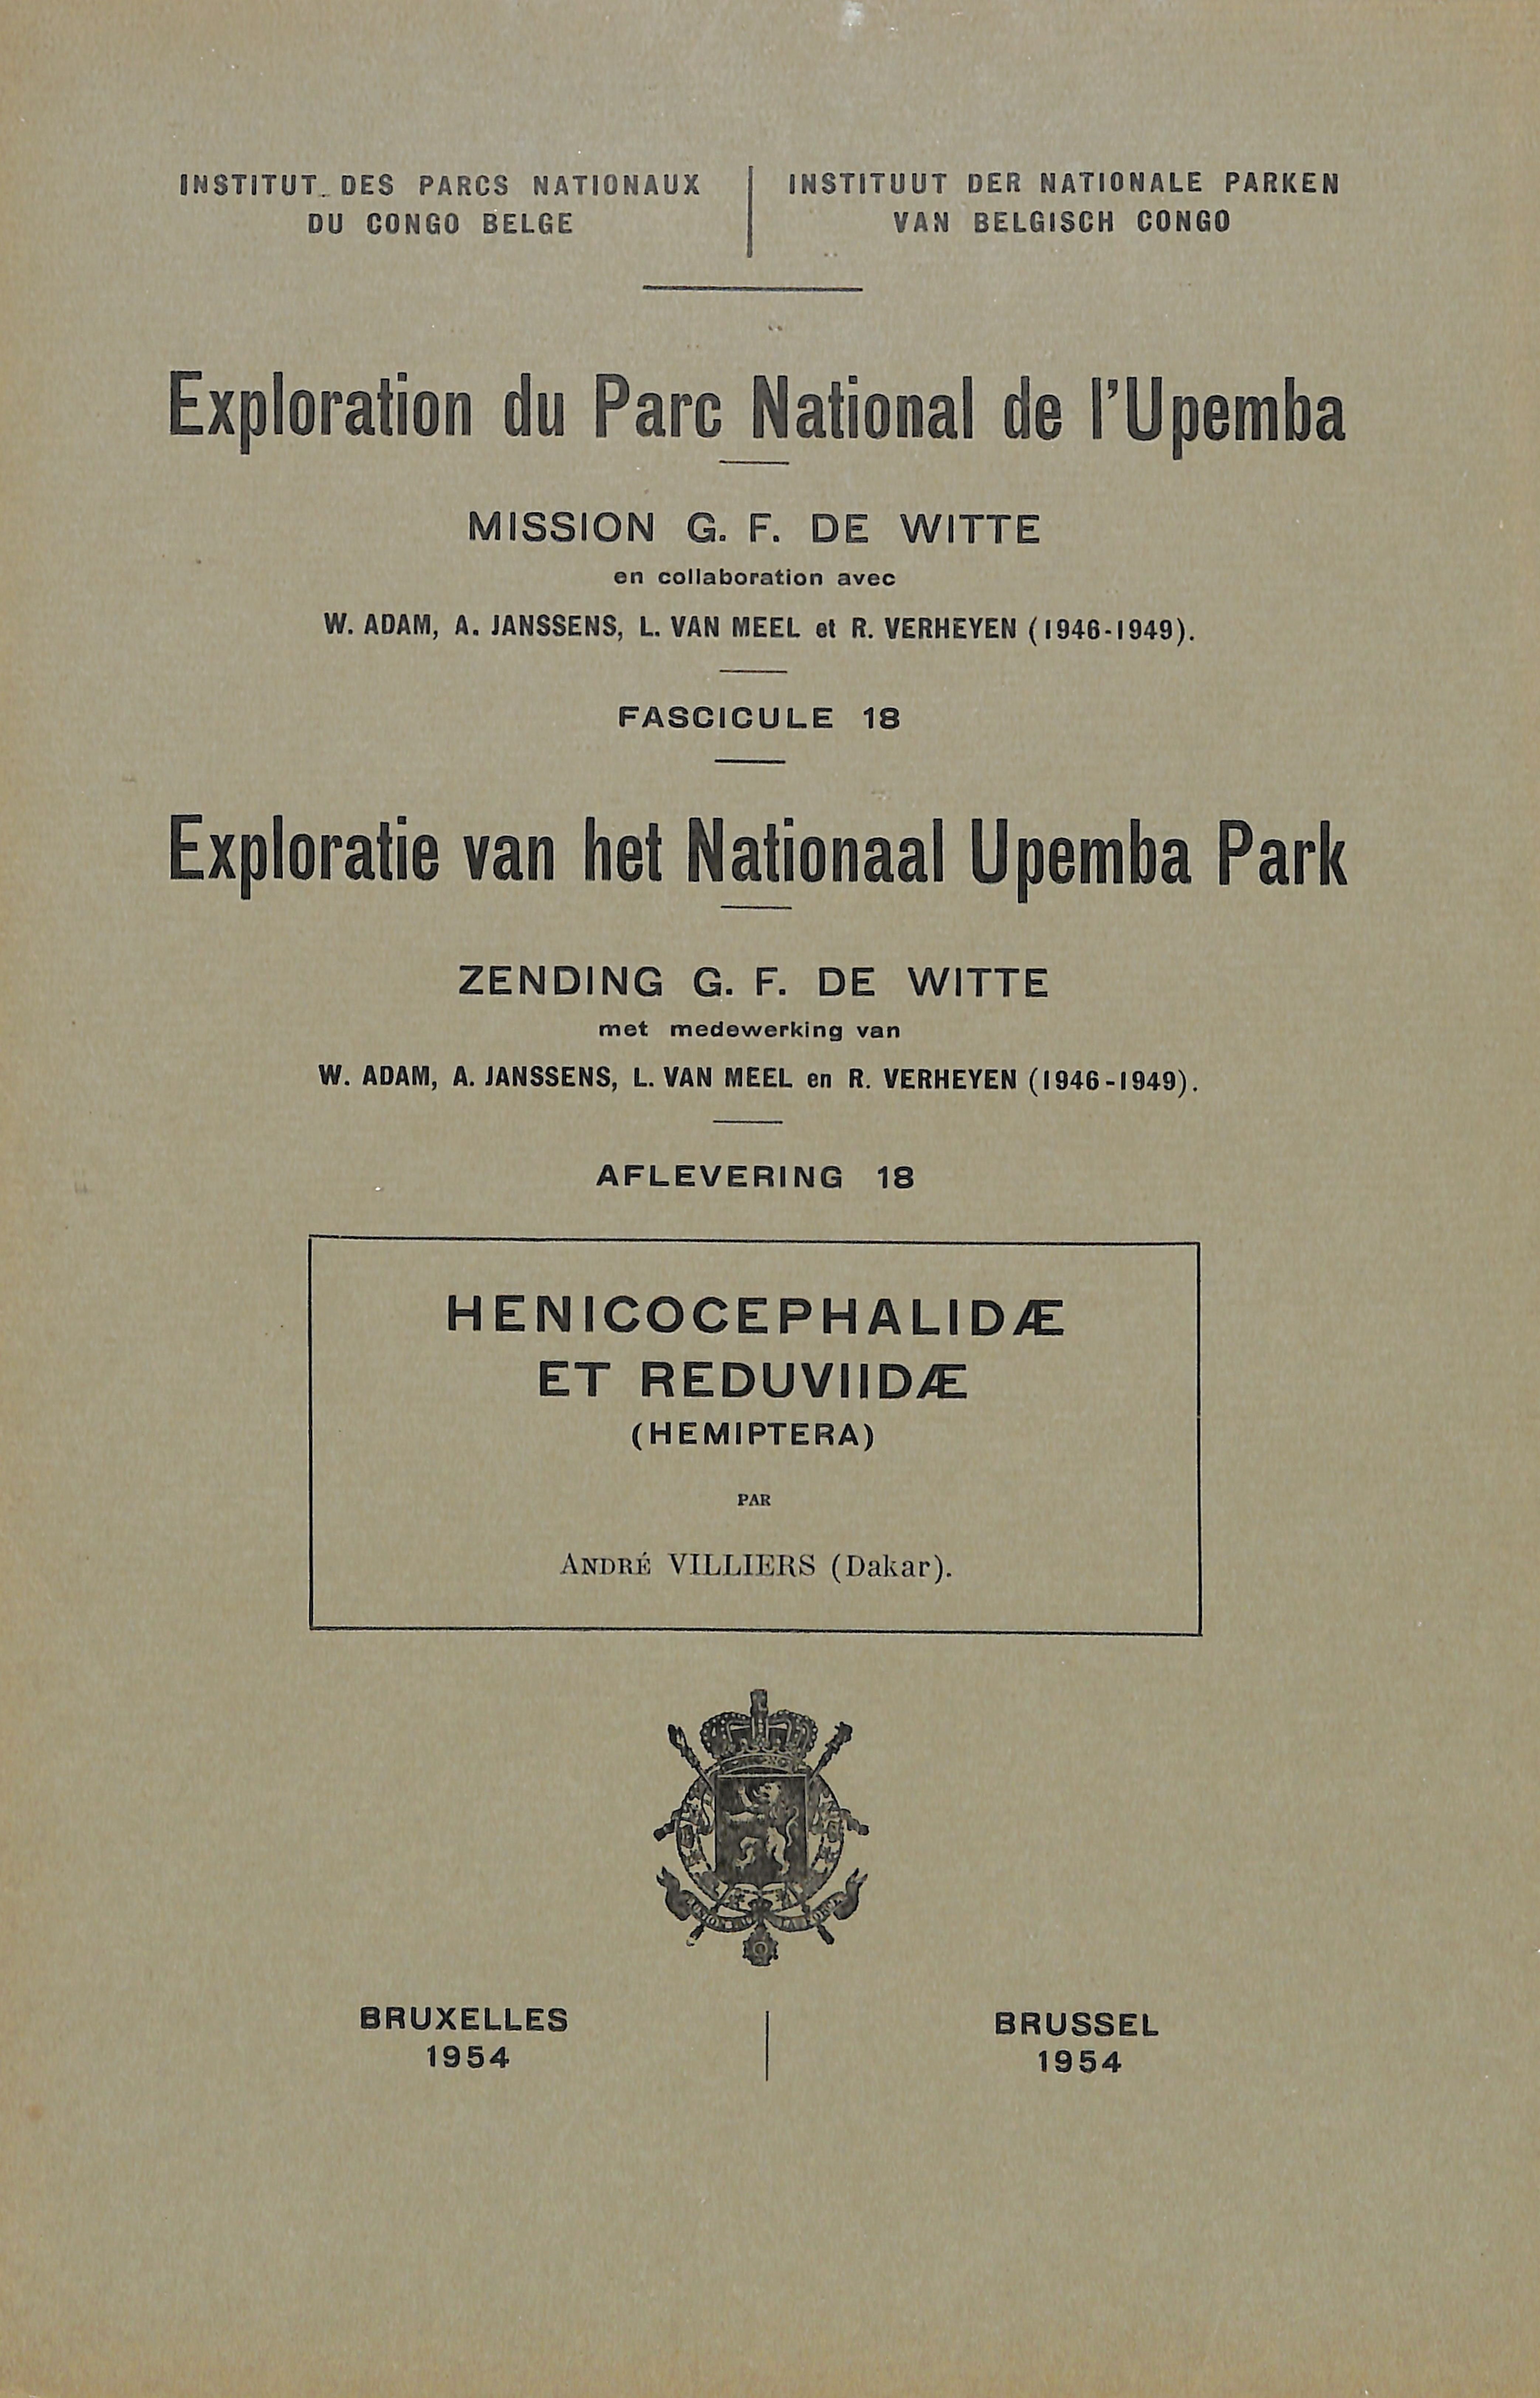 INSTITUT DES PARCS NATIONAUX
DU CONGO BELGE
INSTITUUT DER NATIONALE PARKEN
VAN BELGISCH CONGO
Exploration du Parc National de l'Upemba
MISSION G. F. DE WITTE
en collaboration avec
W. ADAM, A. JANSSENS, L. VAN MEEL et R. VERHEYEN (1946-1949).
FASCICULE 18
Exploratie van het Nationaal Upemba Park
ZENDING G. F. DE WITTE
met medewerking van
W. ADAM, A. JANSSENS, L. VAN MEEL en R. VERHEYEN (1946-1949).
AFLEVERING 18
HENICOCEPHALIDÆ
ET REDUVIIDÆ
(HEMIPTERA)
PAR
ANDRÉ VILLIERS (Dakar).
BRUXELLES
1954
BRUSSEL
1954